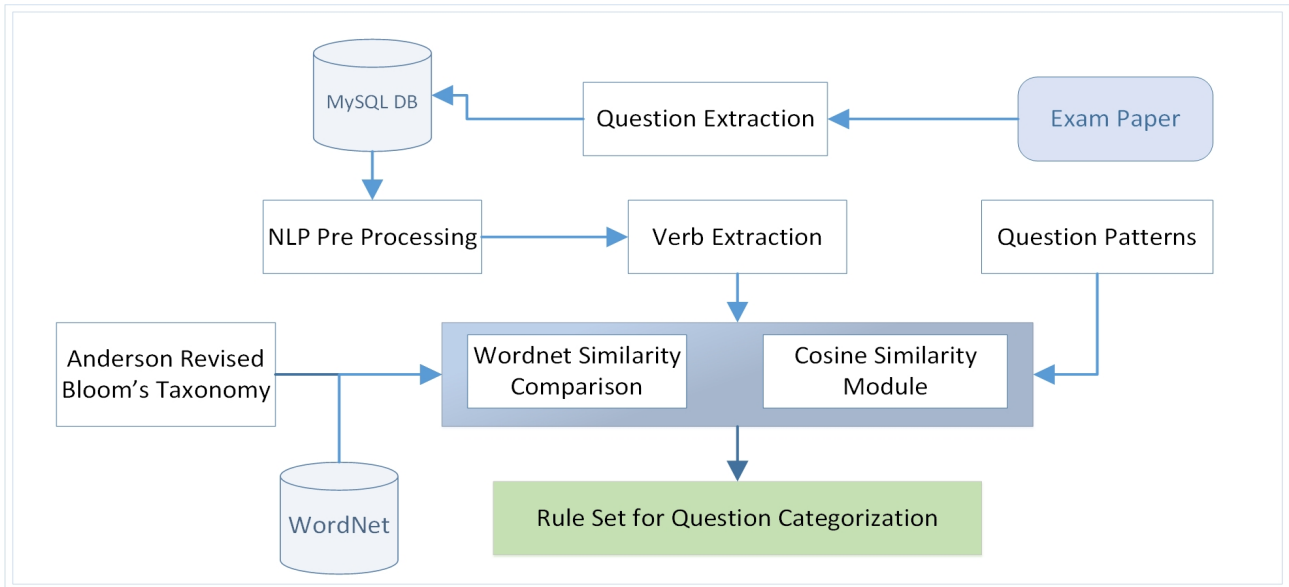 MySQL DB
Question Extraction
Exam Paper
NLP Pre Processing
Verb Extraction
Question Patterns
Anderson Revised
Bloom's Taxonomy
Wordnet Similarity
Comparison
Cosine Similarity
Module
WordNet
Rule Set for Question Categorization